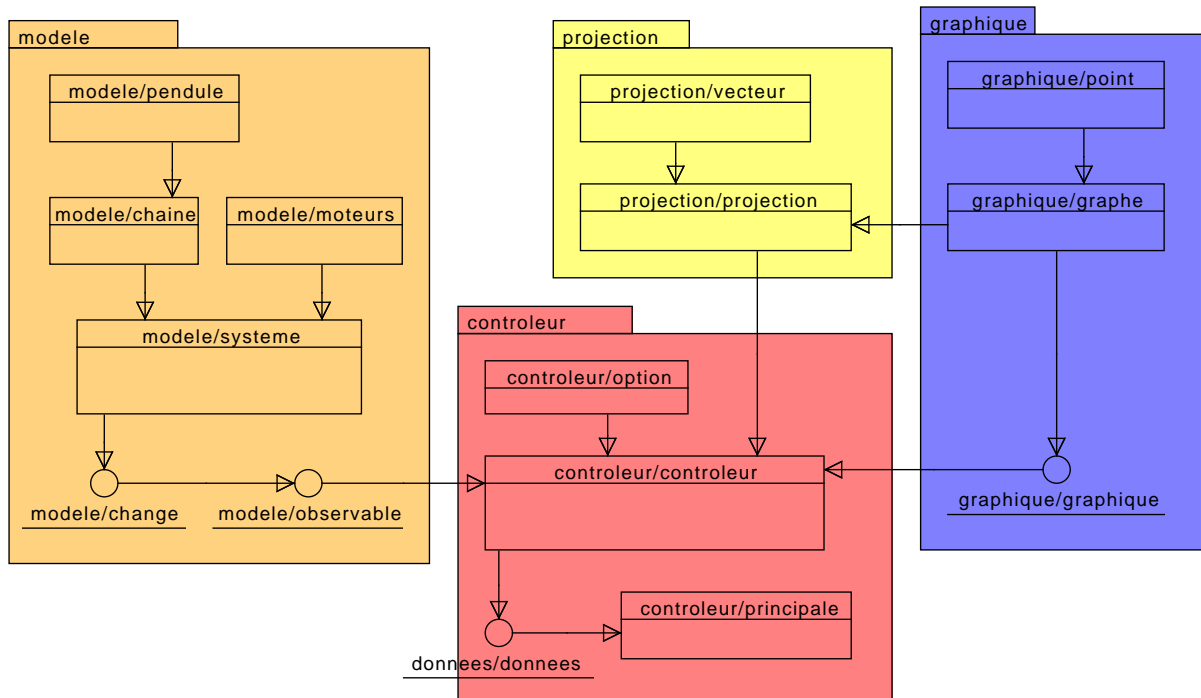 modele
modele/pendule
modele/chaine
modele/moteurs
modele/systeme
modele/change
modele/observable
projection
projection/vecteur
projection/projection
graphique
graphique/point
graphique/graphe
graphique/graphique
controleur
controleur/option
controleur/controleur
controleur/principale
donnees/donnees